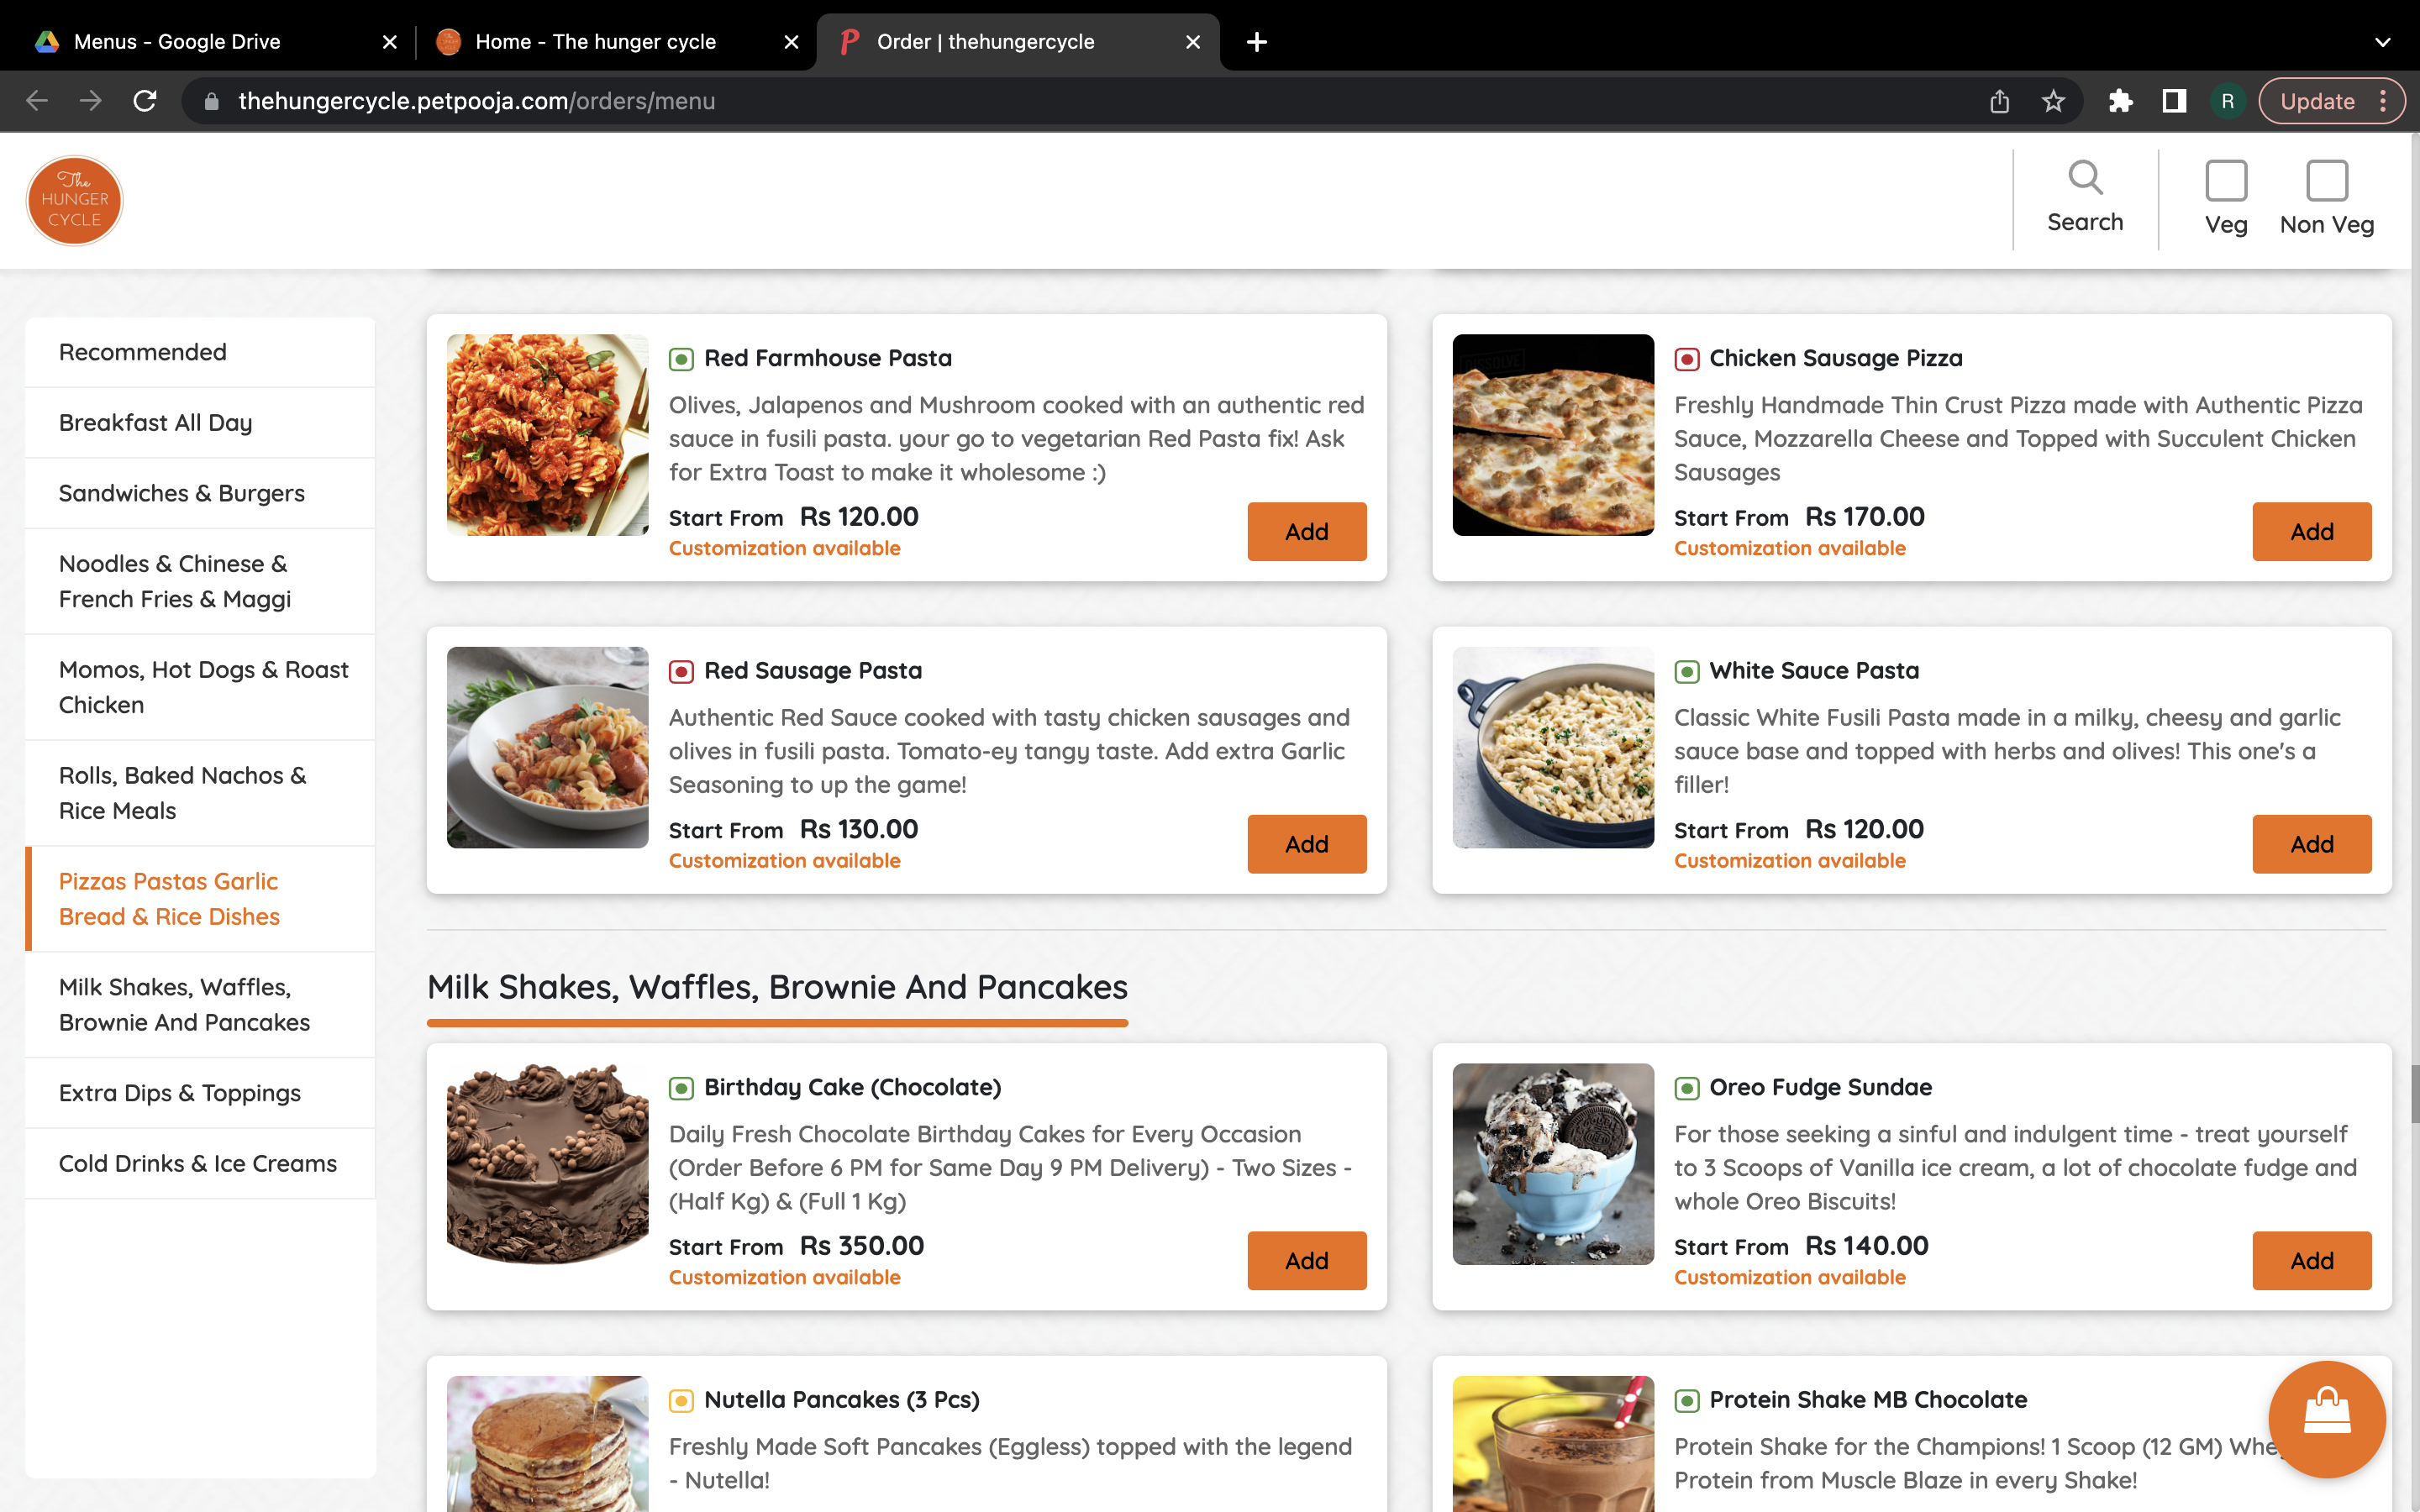 Menus - Google Drive
Home - The hunger cycle
Order | thehungercycle
thehungercycle.petpooja.com/orders/menu
R
Update
The
HUNGER
CYCLE
Search
Veg
Non Veg
Recommended
Breakfast All Day
Sandwiches & Burgers
Noodles & Chinese &
French Fries & Maggi
Momos, Hot Dogs & Roast
Chicken
Rolls, Baked Nachos &
Rice Meals
Pizzas Pastas Garlic
Bread & Rice Dishes
Milk Shakes, Waffles,
Brownie And Pancakes
Extra Dips & Toppings
Cold Drinks & Ice Creams
Red Farmhouse Pasta
Olives, Jalapenos and Mushroom cooked with an authentic red
sauce in fusili pasta. your go to vegetarian Red Pasta fix! Ask
for Extra Toast to make it wholesome :)
Start From Rs 120.00
Customization available
Add
Chicken Sausage Pizza
Freshly Handmade Thin Crust Pizza made with Authentic Pizza
Sauce, Mozzarella Cheese and Topped with Succulent Chicken
Sausages
Start From Rs 170.00
Customization available
Add
Red Sausage Pasta
Authentic Red Sauce cooked with tasty chicken sausages and
olives in fusili pasta. Tomato-ey tangy taste. Add extra Garlic
Seasoning to up the game!
Start From Rs 130.00
Customization available
Add
White Sauce Pasta
Classic White Fusili Pasta made in a milky, cheesy and garlic
sauce base and topped with herbs and olives! This one's a
filler!
Start From Rs 120.00
Customization available
Add
Milk Shakes, Waffles, Brownie And Pancakes
Birthday Cake (Chocolate)
Daily Fresh Chocolate Birthday Cakes for Every Occasion
(Order Before 6 PM for Same Day 9 PM Delivery) - Two Sizes -
(Half Kg) & (Full 1 Kg)
Start From Rs 350.00
Customization available
Add
Oreo Fudge Sundae
For those seeking a sinful and indulgent time - treat yourself
to 3 Scoops of Vanilla ice cream, a lot of chocolate fudge and
whole Oreo Biscuits!
Start From Rs 140.00
Customization available
Add
Nutella Pancakes (3 Pcs)
Freshly Made Soft Pancakes (Eggless) topped with the legend
- Nutella!
Protein Shake MB Chocolate
Protein Shake for the Champions! 1 Scoop (12 GM)
Protein from Muscle Blaze in every Shake!